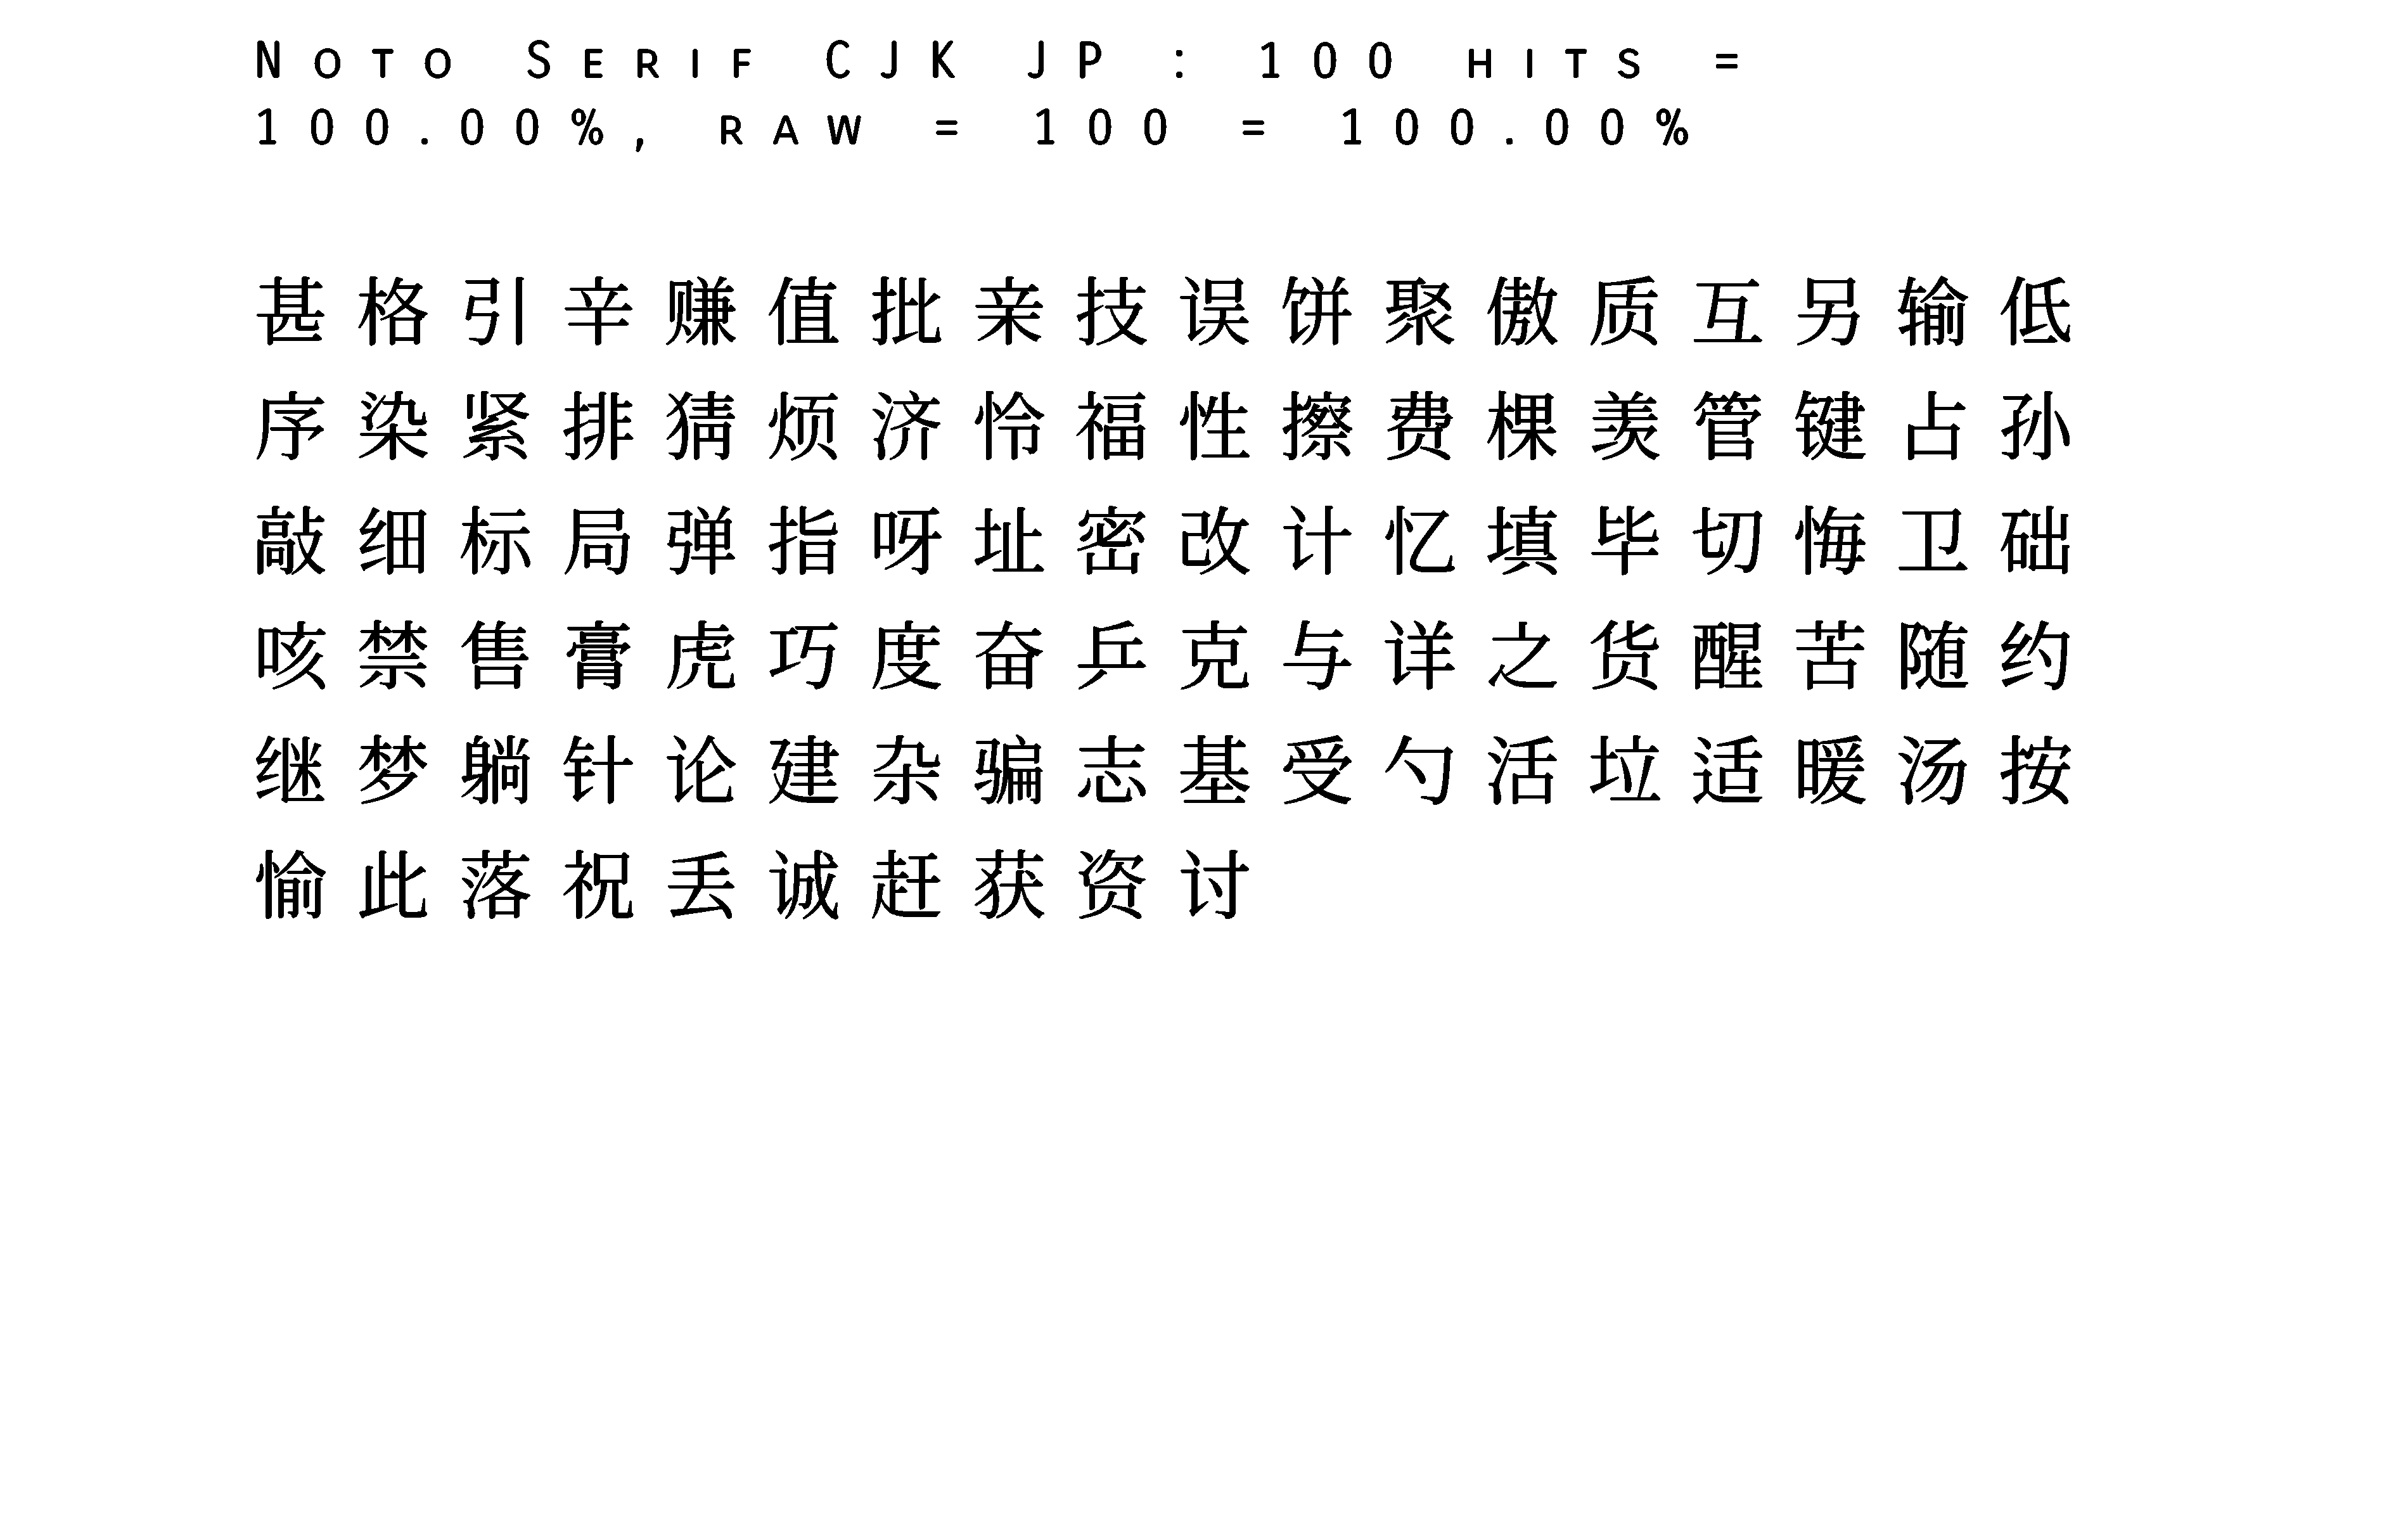 Noto Serif CJK JP : 100 hits =
100.00%, raw = 100 = 100.00%
甚格引辛赚值批亲技误饼聚傲质互另输低
序染紧排猜烦济怜福性擦费棵羡管键占孙
敲细标局弹指呀址密改计忆填毕切悔卫础
咳禁售膏虎巧度奋乒克与详之货醒苦随约
继梦躺针论建杂骗志基受勺活垃适暖汤按
愉此落祝丢诚赶获资讨